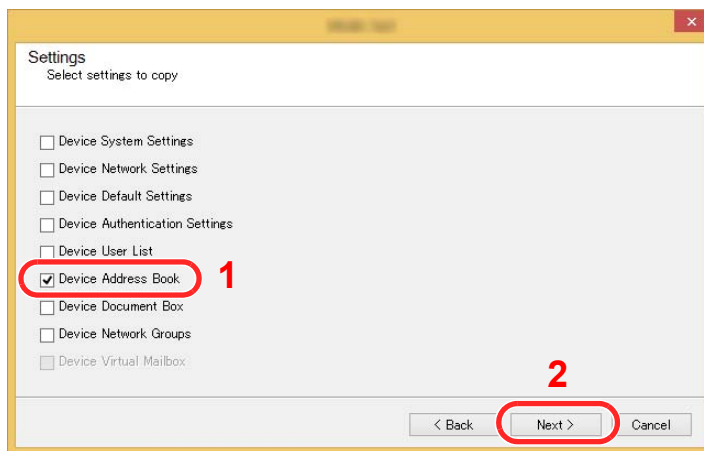 Settings
Select settings to copy
Device System Settings
Device Network Settings
Device Default Settings
Device Authentication Settings
Device User List
Device Address Book 1
Device Document Box
Device Network Groups
Device Virtual Mailbox
2
< Back Next > Cancel